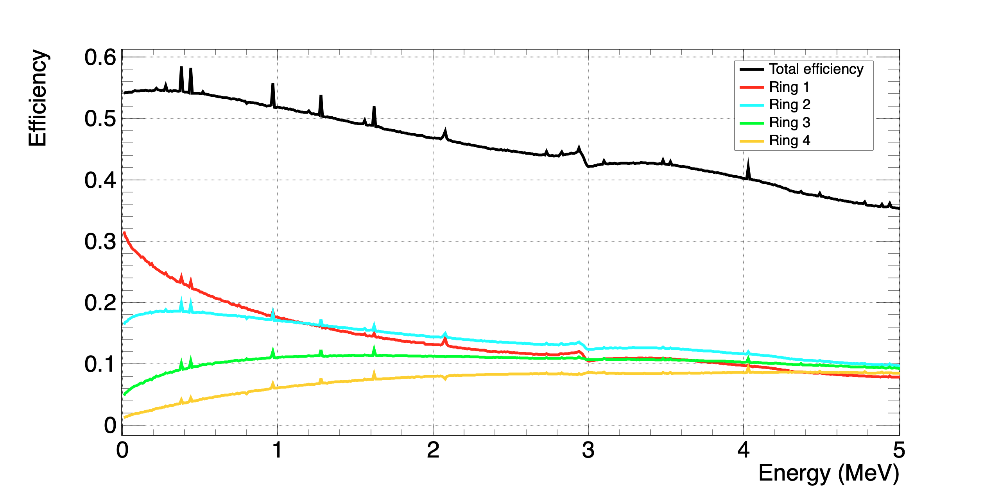 Efficiency
0.6
0.5
0.4
0.3
0.2
0.1
0
Total efficiency
Ring 1
Ring 2
Ring 3
Ring 4
0 1 2 3 4 5
Energy (MeV)